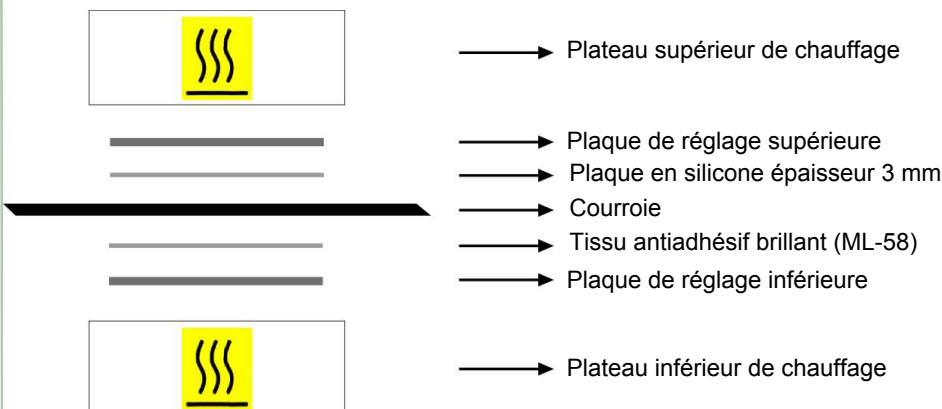 Plateau supérieur de chauffage
Plaque de réglage supérieure
Plaque en silicone épaisseur 3 mm
Courroie
Tissu antiadhésif brillant (ML-58)
Plaque de réglage inférieure
Plateau inférieur de chauffage